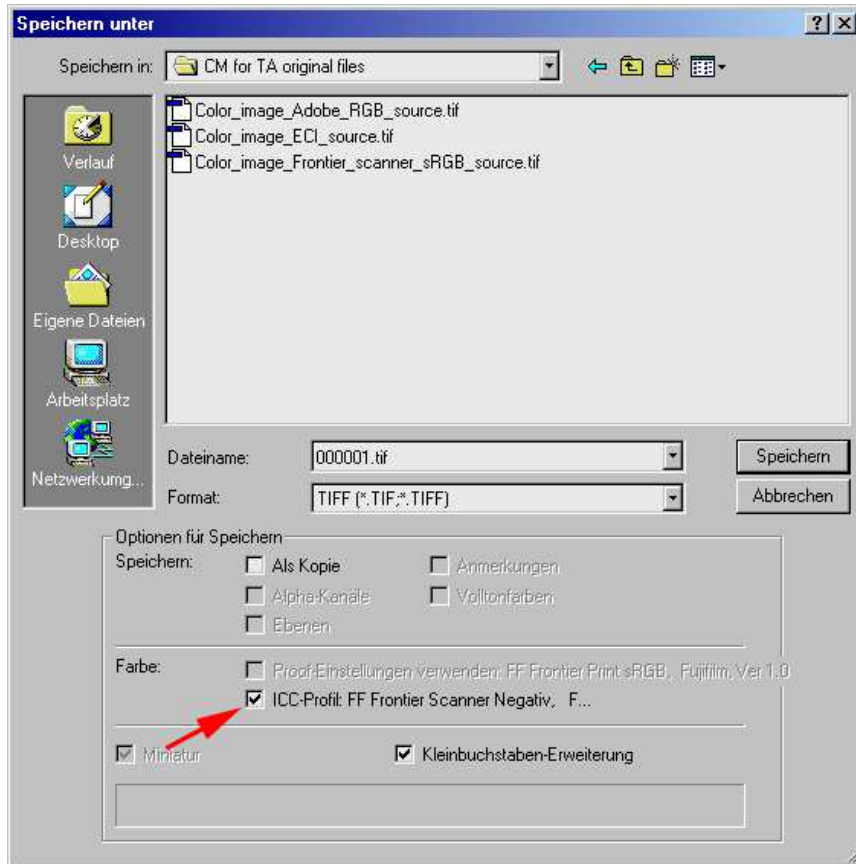 Speichern unter
Speichern in: CM for TA original files
Color_image_Adobe_RGB_source.tif
Color_image_ECI_source.tif
Color_image_Frontier_scanner_sRGB_source.tif
Verlauf
Desktop
Eigene Dateien
Arbeitsplatz
Netzwerkumg...
Dateiname: 000001.tif Speichern
Format: TIFF (*.TIF;*.TIFF) Abbrechen
Optionen für Speichern
Speichern: Als Kopie Anmerkungen
Alpha-Kanäle Volltonfarben
Ebenen
Farbe: Proof-Einstellungen verwenden: FF Frontier Print sRGB, Fujifilm, Ver 1.0
ICC-Profil: FF Frontier Scanner Negativ, F...
Miniatur Kleinbuchstaben-Erweiterung